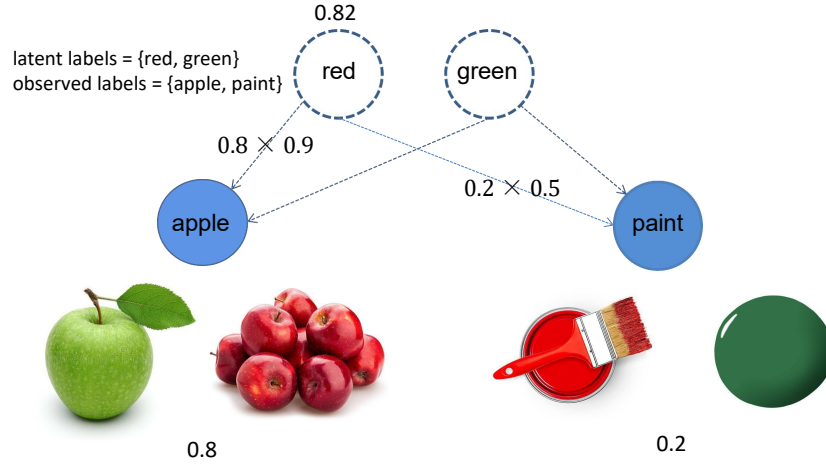 0.82
latent labels = {red, green}
observed labels = {apple, paint}
red
green
0.8 × 0.9
0.2 × 0.5
apple
paint
0.8
0.2